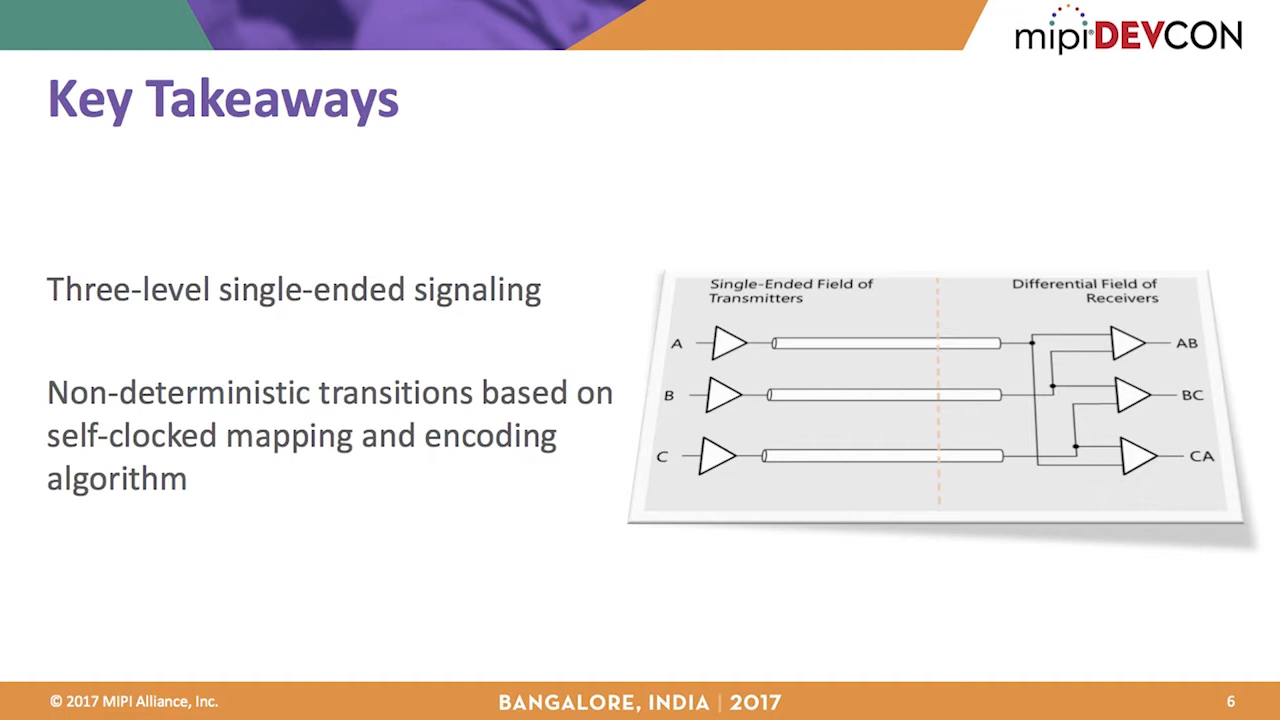 mipi® DEVCON
Key Takeaways
Three-level single-ended signaling
Non-deterministic transitions based on
self-clocked mapping and encoding
algorithm
Single-Ended Field of
Transmitters
Differential Field of
Receivers
A
AB
B
BC
C
CA
© 2017 MIPI Alliance, Inc.
BANGALORE, INDIA | 2017
6